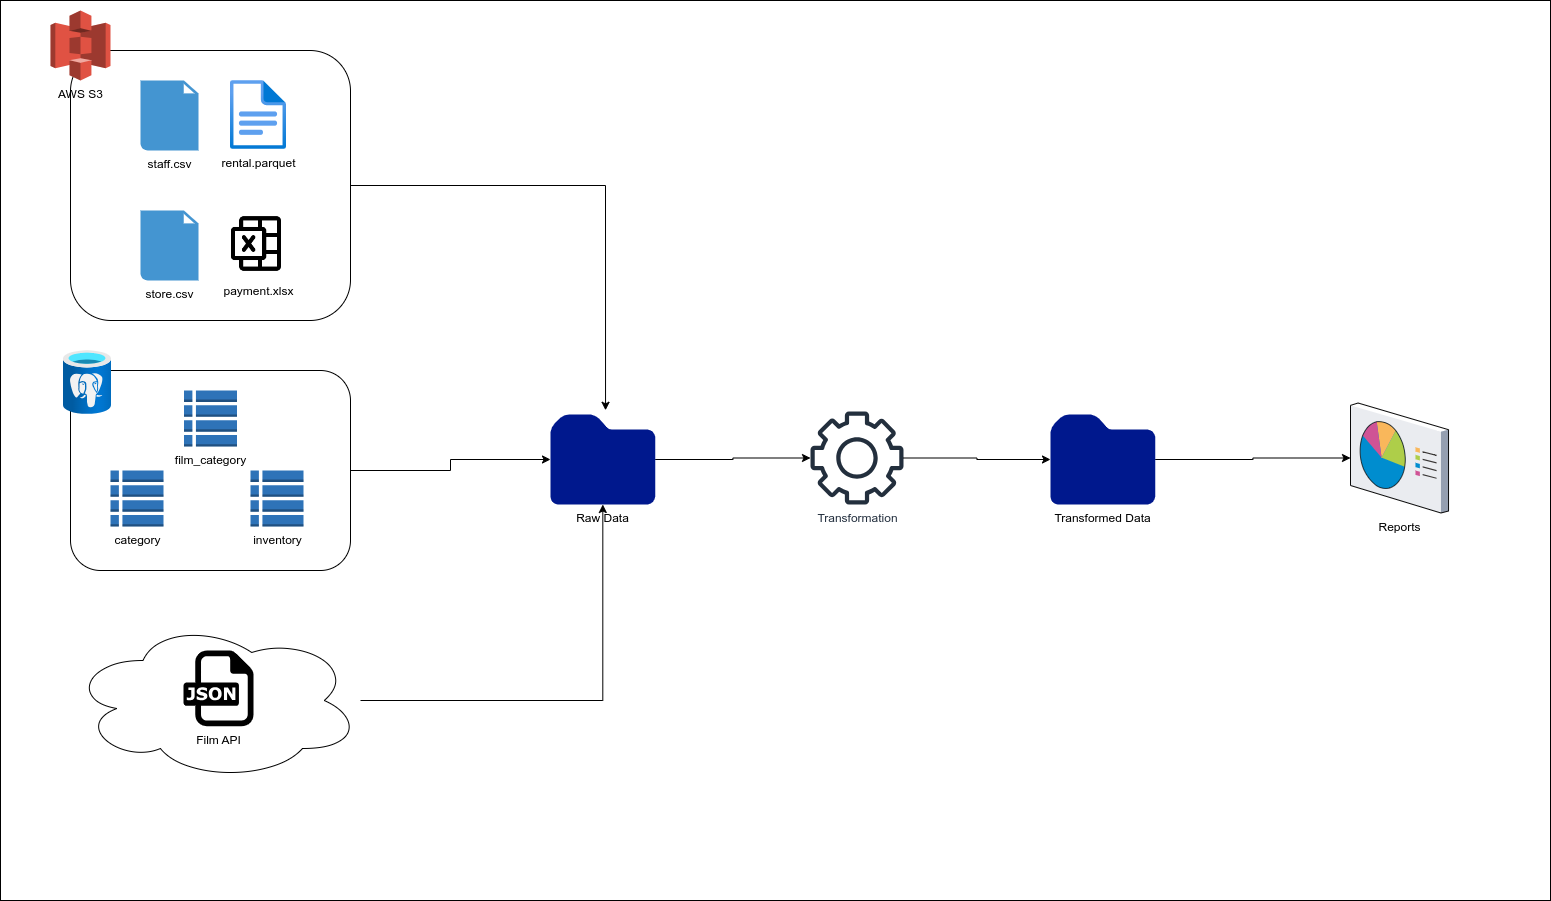 AWS S3
staff.csv
rental.parquet
store.csv
payment.xlsx
film_category
category
inventory
JSON
Film API
Raw Data
Transformation
Transformed Data
Reports